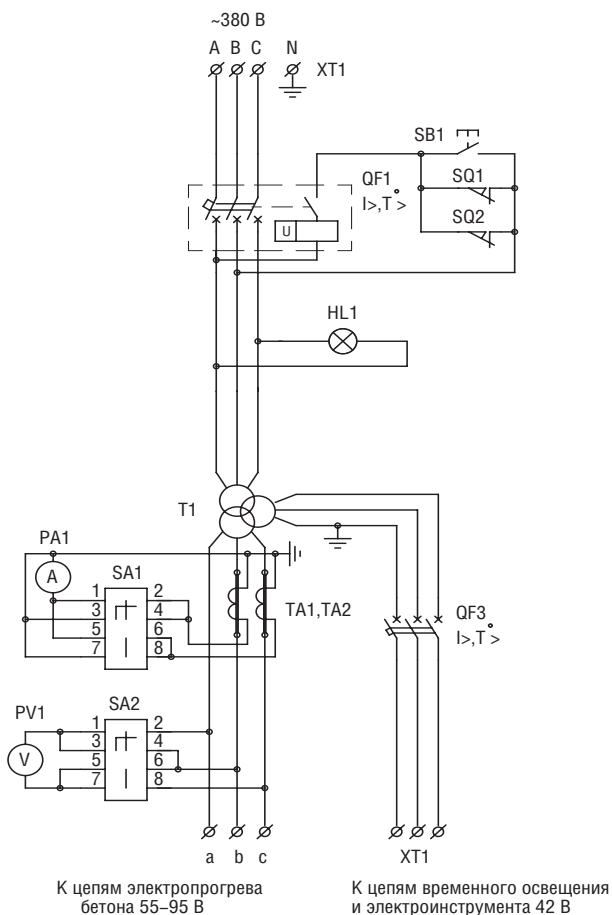 ~380 В
A B C N
XT1
SB1
QF1
I>,T°>
SQ1
SQ2
U
HL1
T1
PA1
A
SA1
1 2
3 4
5 6
7 8
TA1,TA2
QF3
I>,T°>
PV1
V
SA2
1 2
3 4
5 6
7 8
a b c
XT1
К цепям электропрогрева
бетона 55–95 В
К цепям временного освещения
и электроинструмента 42 В